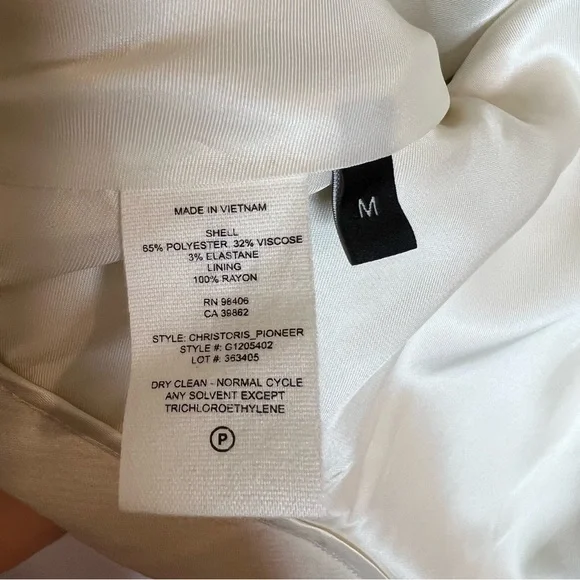 MADE IN VIETNAM
SHELL
65% POLYESTER, 32% VISCOSE
3% ELASTANE
LINING
100% RAYON
RN 98406
CA 39862
STYLE: CHRISTORIS_PIONEER
STYLE #: G1205402
LOT #: 363405
DRY CLEAN - NORMAL CYCLE
ANY SOLVENT EXCEPT
TRICHLOROETHYLENE
P
M